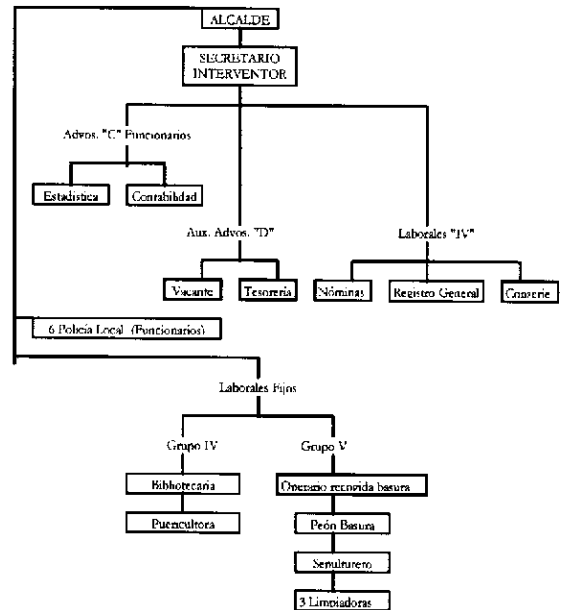 ALCALDE
SECRETARIO
INTERVENTOR
Advos. "C" Funcionarios
Estadística
Contabilidad
Aux. Advos. "D"
Laborales "IV"
Vacante
Tesorería
Nóminas
Registro General
Conserje
6 Policía Local (Funcionarios)
Laborales Fijos
Grupo IV
Grupo V
Bibliotecaria
Operario recogida basura
Puericultora
Peón Basura
Sepulturero
3 Limpiadoras